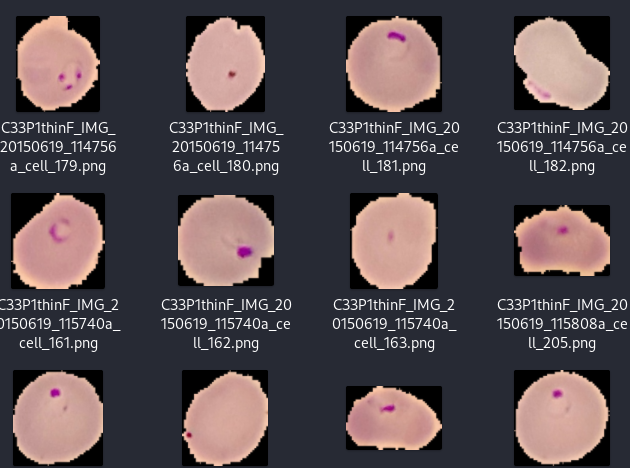 C33P1thinF_IMG_
20150619_114756
a_cell_179.png
C33P1thinF_IMG_
20150619_11475
6a_cell_180.png
C33P1thinF_IMG_20
150619_114756a_ce
ll_181.png
C33P1thinF_IMG_20
150619_114756a_ce
ll_182.png
C33P1thinF_IMG_2
0150619_115740a_
cell_161.png
C33P1thinF_IMG_20
150619_115740a_ce
ll_162.png
C33P1thinF_IMG_2
0150619_115740a_
cell_163.png
C33P1thinF_IMG_20
150619_115808a_ce
ll_205.png